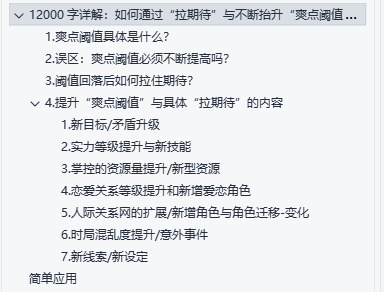 12000字详解：如何通过“拉期待”与不断抬升“爽点阈值...
1.爽点阈值具体是什么？
2.误区：爽点阈值必须不断提高吗？
3.阈值回落后如何拉住期待？
4.提升“爽点阈值”与具体“拉期待”的内容
1.新目标/矛盾升级
2.实力等级提升与新技能
3.掌控的资源量提升/新型资源
4.恋爱关系等级提升和新增爱恋角色
5.人际关系网的扩展/新增角色与角色迁移-变化
6.时局混乱度提升/意外事件
7.新线索/新设定
简单应用